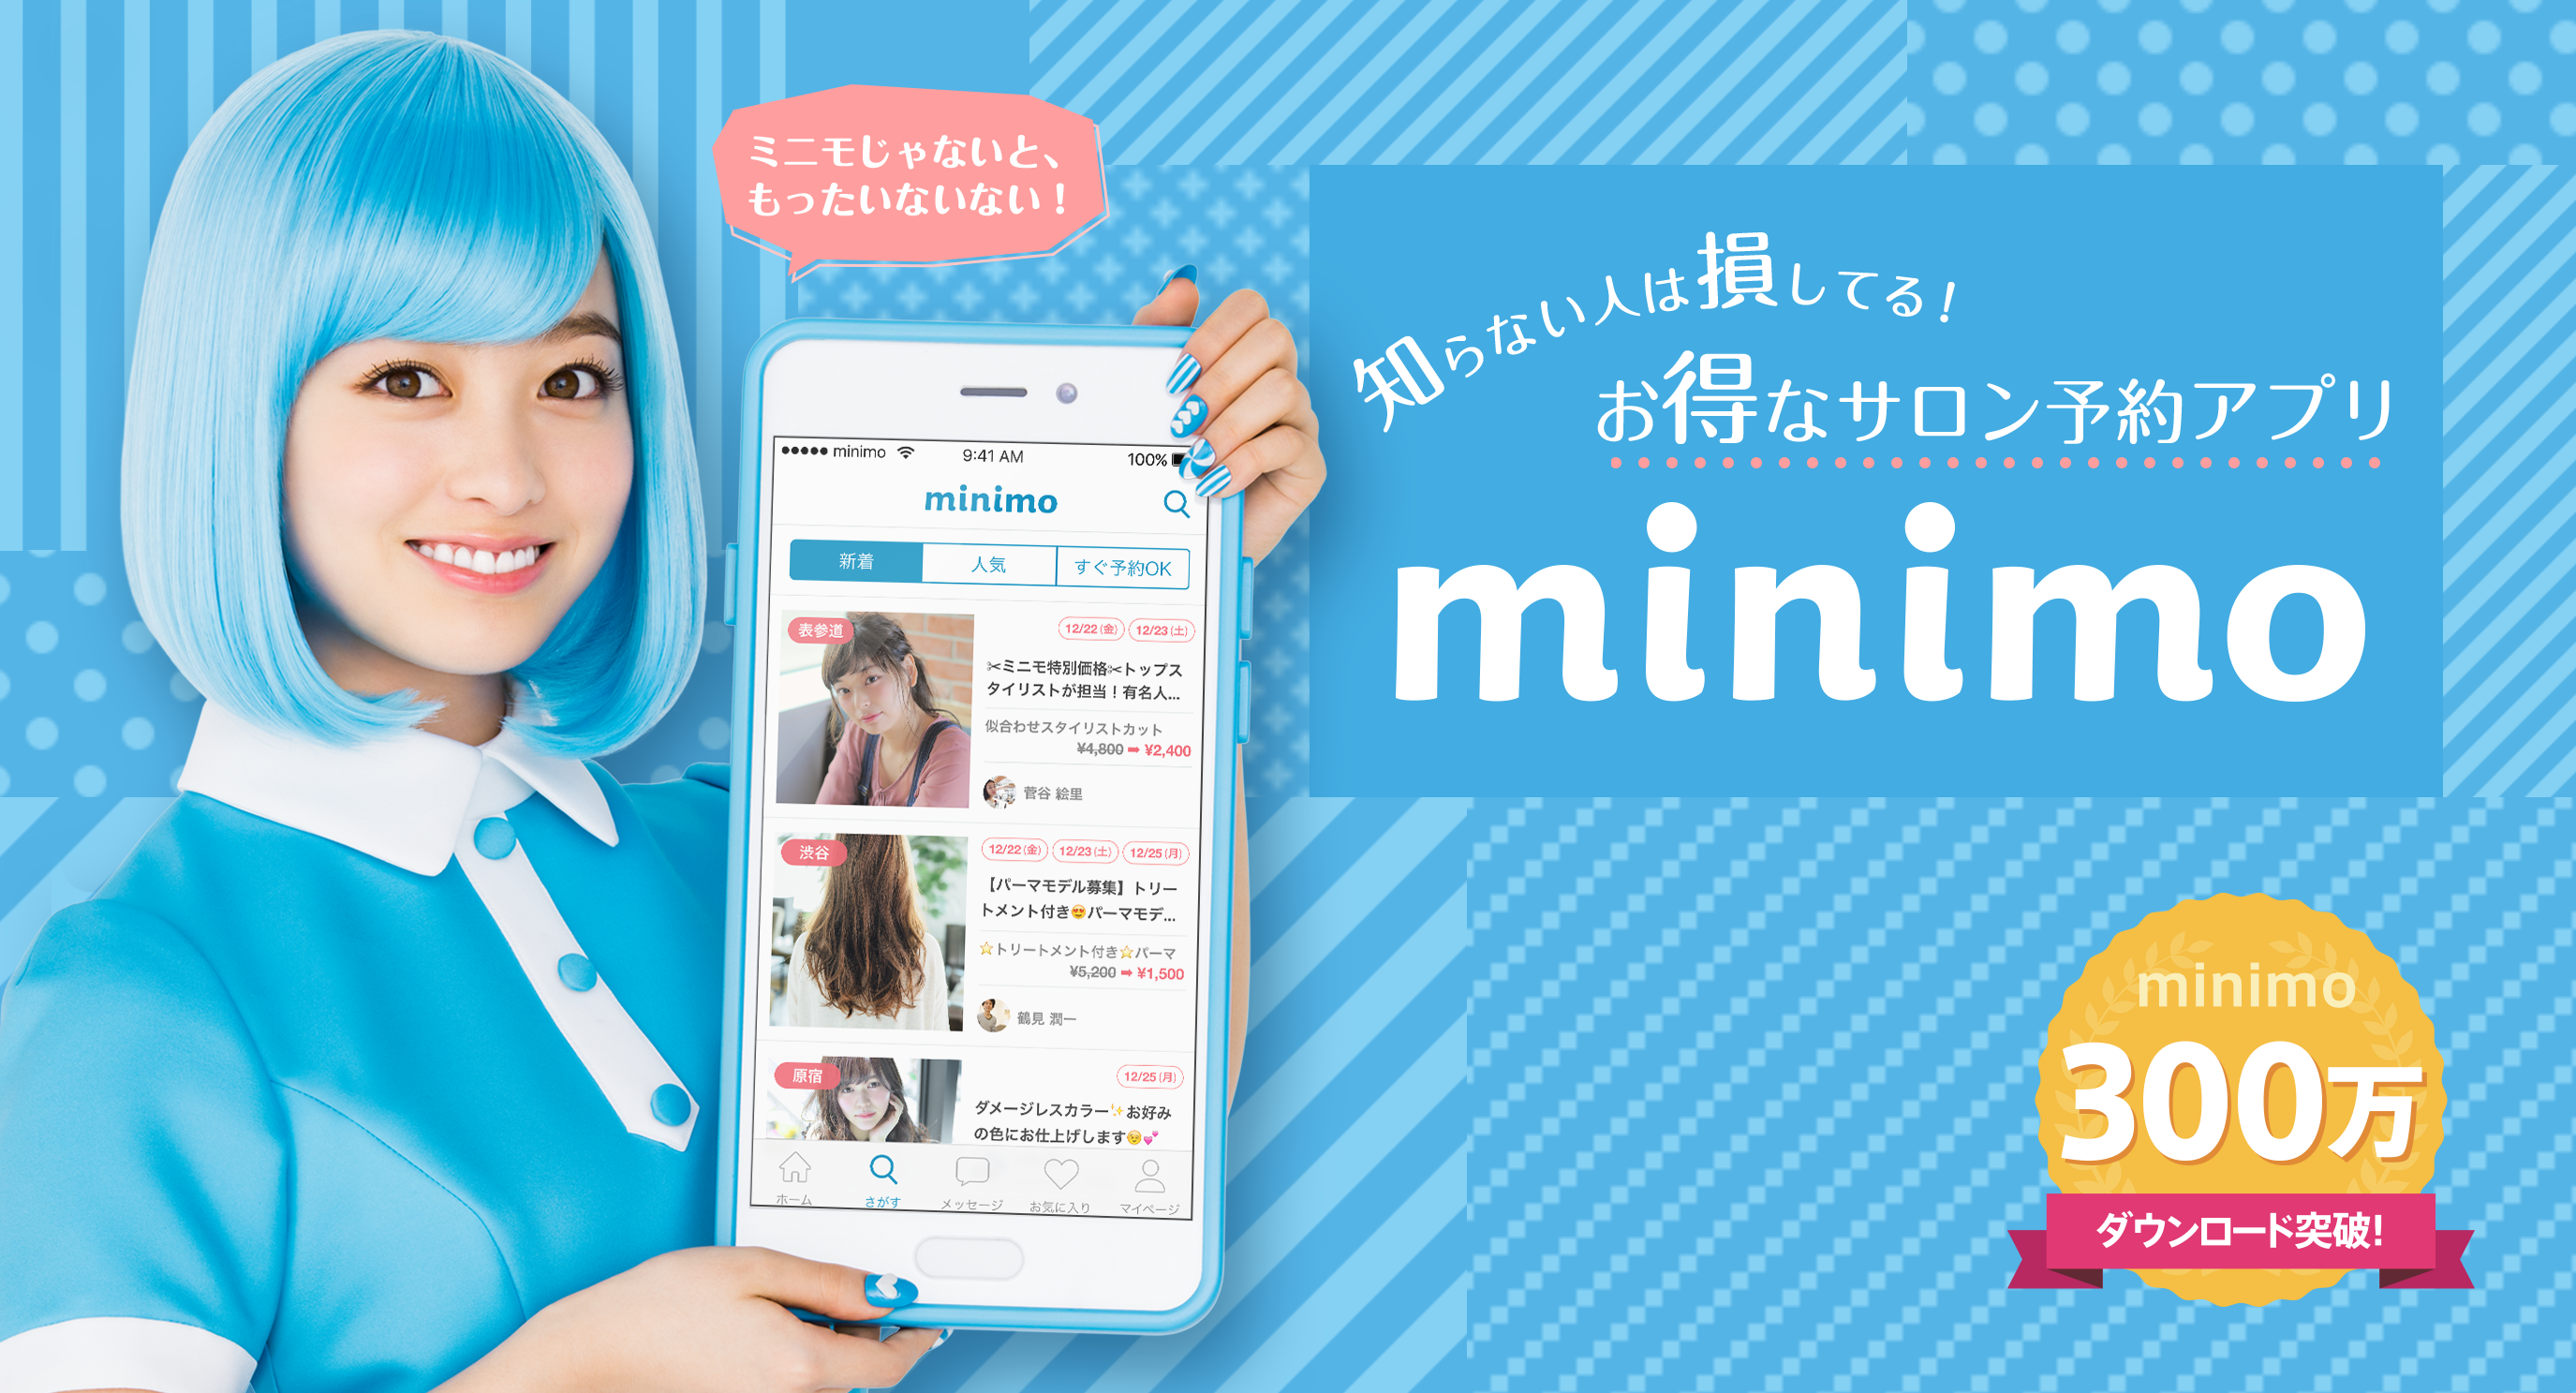 ミニモじゃないと、
もったいないない！
知らない人は損してる！
お得なサロン予約アプリ
minimo
minimo 9:41 AM 100%
minimo
新着 人気 すぐ予約OK
表参道
12/22(金) 12/23(土)
✂ミニモ特別価格✂トップス
タイリストが担当！有名人...
似合わせスタイリストカット
¥4,800 ➡ ¥2,400
菅谷 絵里
渋谷
12/22(金) 12/23(土) 12/25(月)
【パーマモデル募集】トリー
トメント付き😍パーマモデ...
⭐トリートメント付き⭐パーマ
¥5,200 ➡ ¥1,500
鶴見 潤一
原宿
12/25(月)
ダメージレスカラー✨お好み
の色にお仕上げします☺️💕
ホーム さがす メッセージ お気に入り マイページ
minimo
300万
ダウンロード突破!